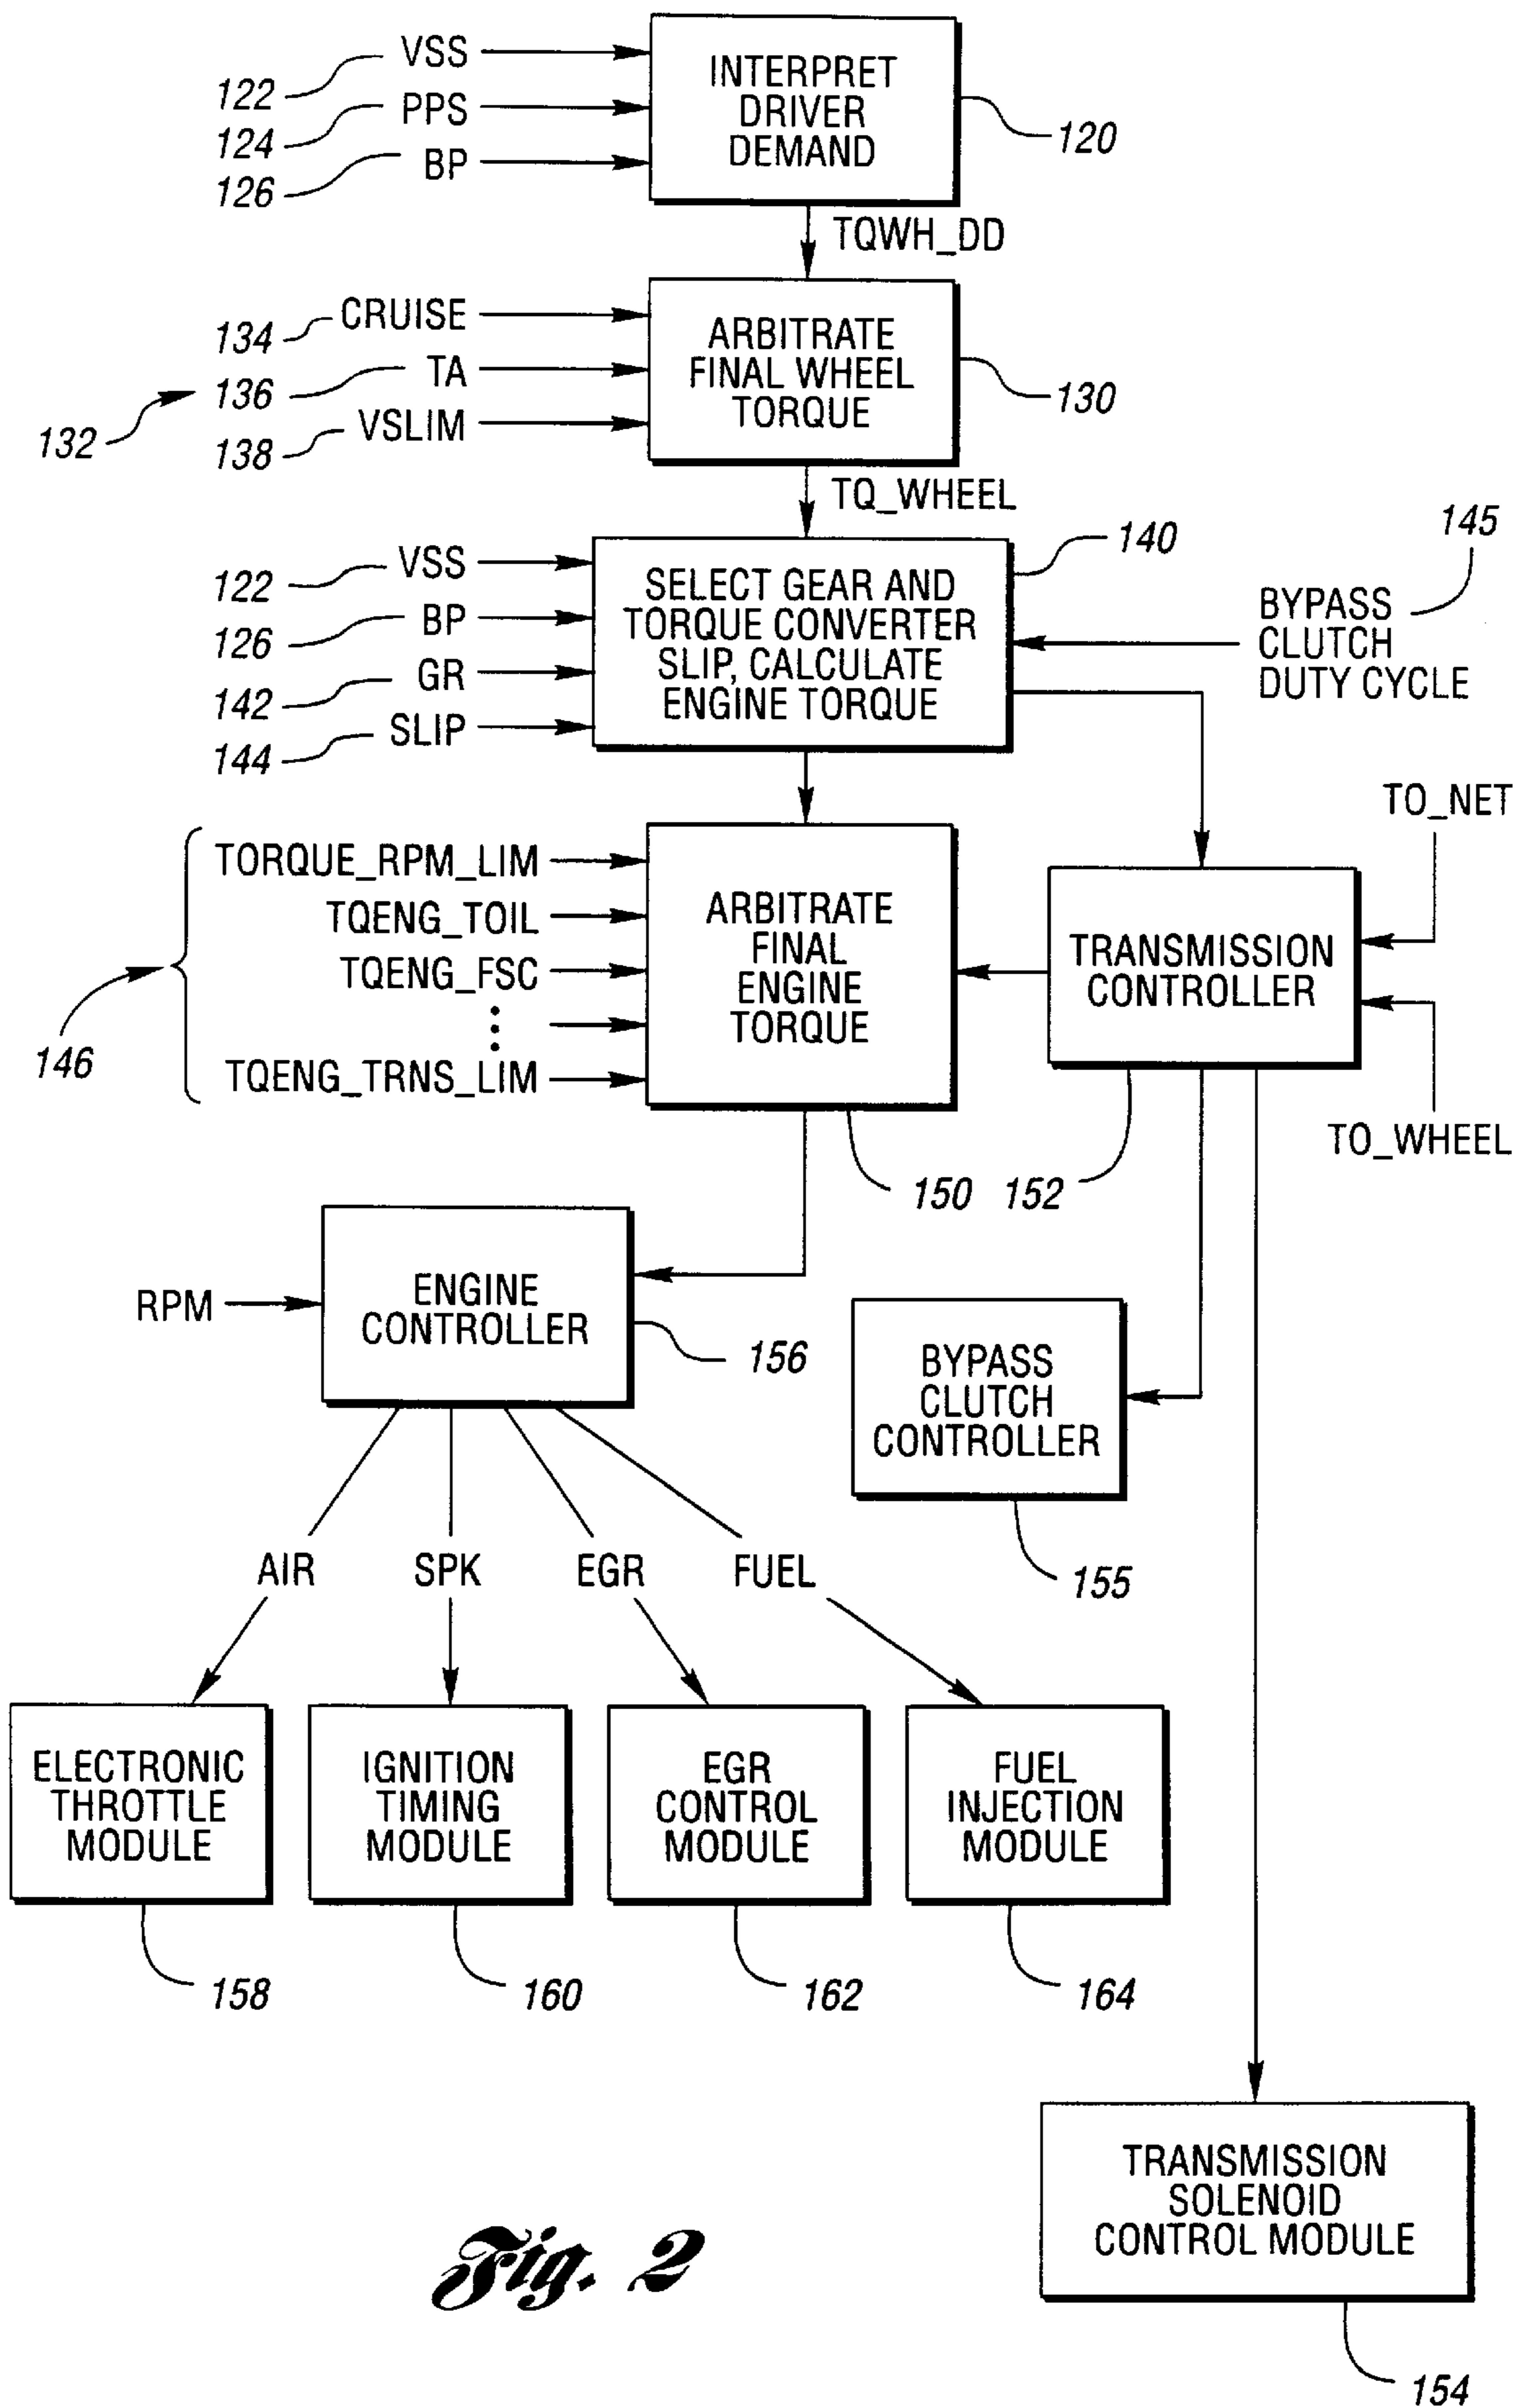 VSS
122
PPS
124
BP
126
INTERPRET
DRIVER
DEMAND
120
TQWH_DD
CRUISE
134
TA
136
VSLIM
138
132
ARBITRATE
FINAL WHEEL
TORQUE
130
TQ_WHEEL
VSS
122
BP
126
GR
142
SLIP
144
SELECT GEAR AND
TORQUE CONVERTER
SLIP, CALCULATE
ENGINE TORQUE
140
145
BYPASS
CLUTCH
DUTY CYCLE
TORQUE_RPM_LIM
TQENG_TOIL
TQENG_FSC
TQENG_TRNS_LIM
146
ARBITRATE
FINAL
ENGINE
TORQUE
150
TRANSMISSION
CONTROLLER
152
TO_NET
TO_WHEEL
RPM
ENGINE
CONTROLLER
156
BYPASS
CLUTCH
CONTROLLER
155
AIR
SPK
EGR
FUEL
ELECTRONIC
THROTTLE
MODULE
158
IGNITION
TIMING
MODULE
160
EGR
CONTROL
MODULE
162
FUEL
INJECTION
MODULE
164
TRANSMISSION
SOLENOID
CONTROL MODULE
154
Fig. 2